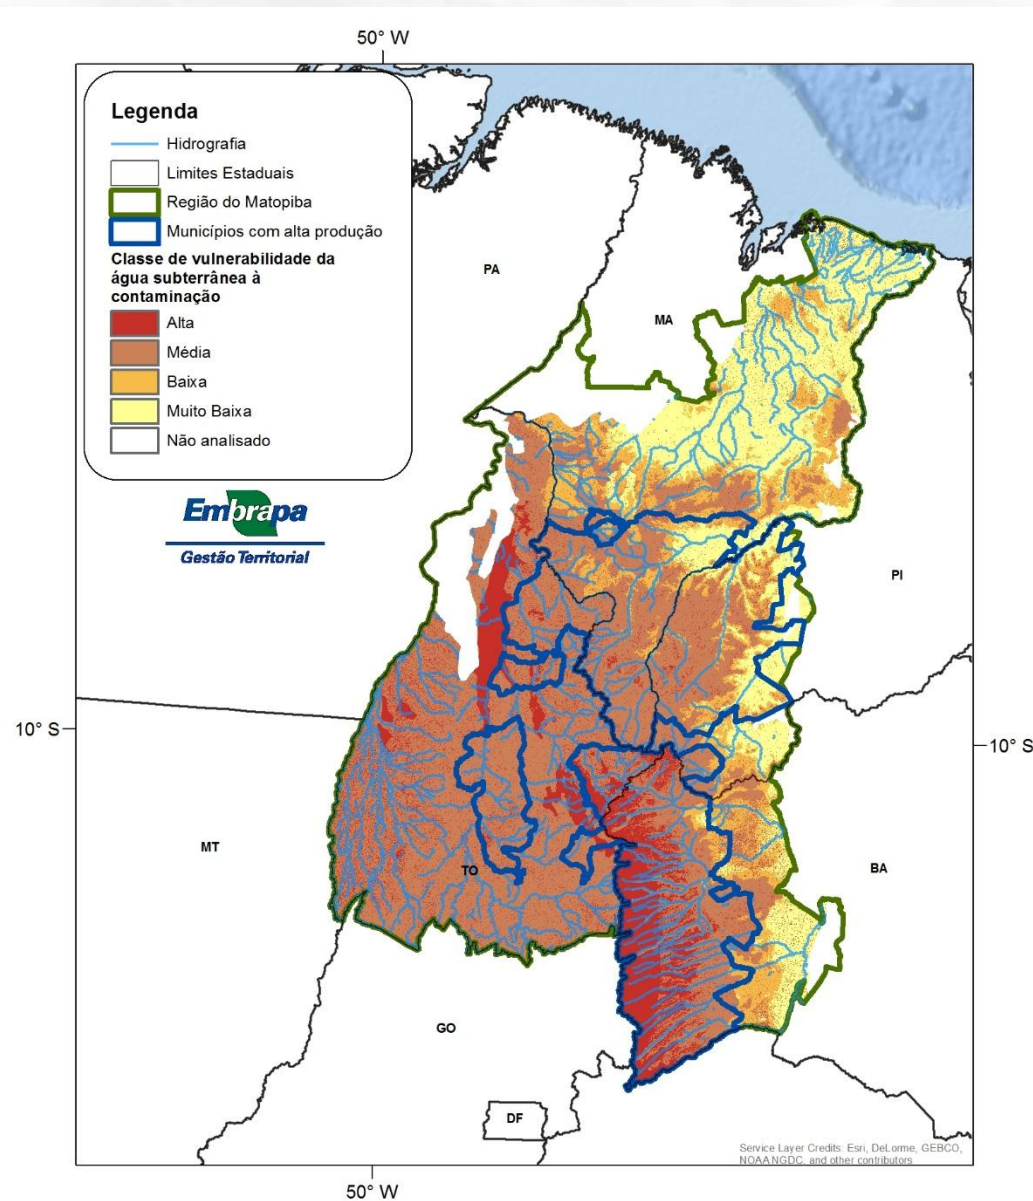 50° W
Legenda
Hidrografia
Limites Estaduais
Região do Matopiba
Municípios com alta produção
Classe de vulnerabilidade da
água subterrânea à
contaminação
Alta
Média
Baixa
Muito Baixa
Não analisado
Embrapa
Gestão Territorial
PA
MA
PI
10° S
10° S
MT
TO
BA
GO
DF
Service Layer Credits: Esri, DeLorme, GEBCO,
NOAA NGDC, and other contributors
50° W